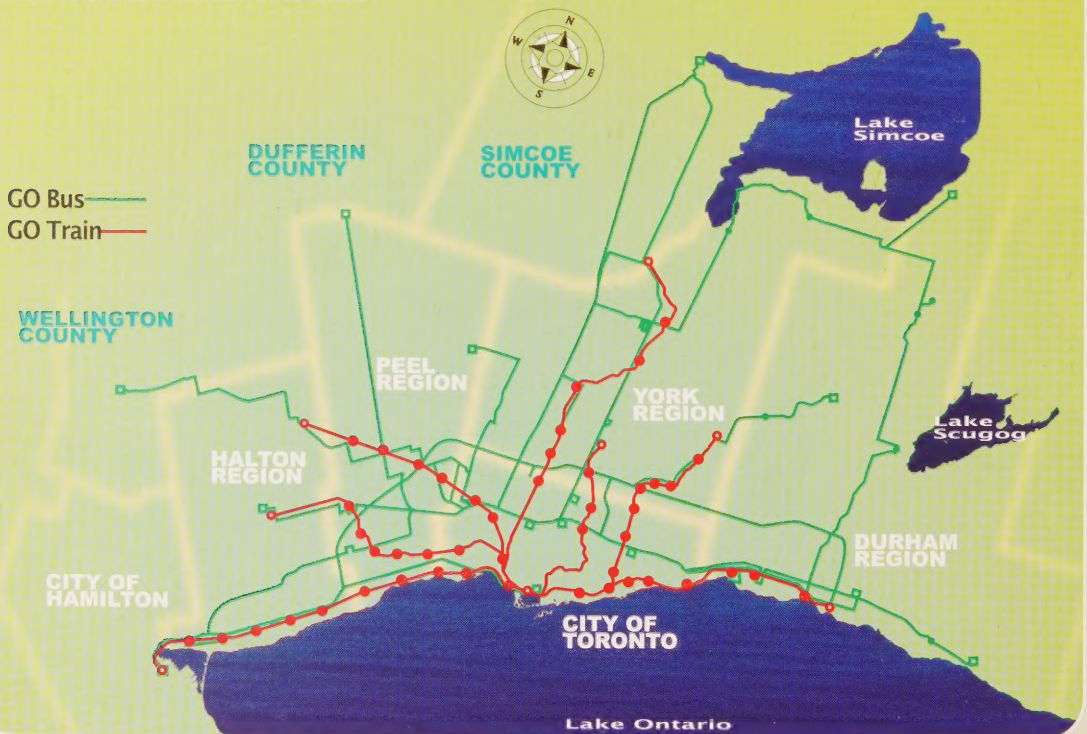 N
W
E
S
Lake
Simcoe
DUFFERIN
COUNTY
SIMCOE
COUNTY
GO Bus
GO Train
WELLINGTON
COUNTY
PEEL
REGION
YORK
REGION
Lake
Scugog
HALTON
REGION
DURHAM
REGION
CITY OF
HAMILTON
CITY OF
TORONTO
Lake Ontario